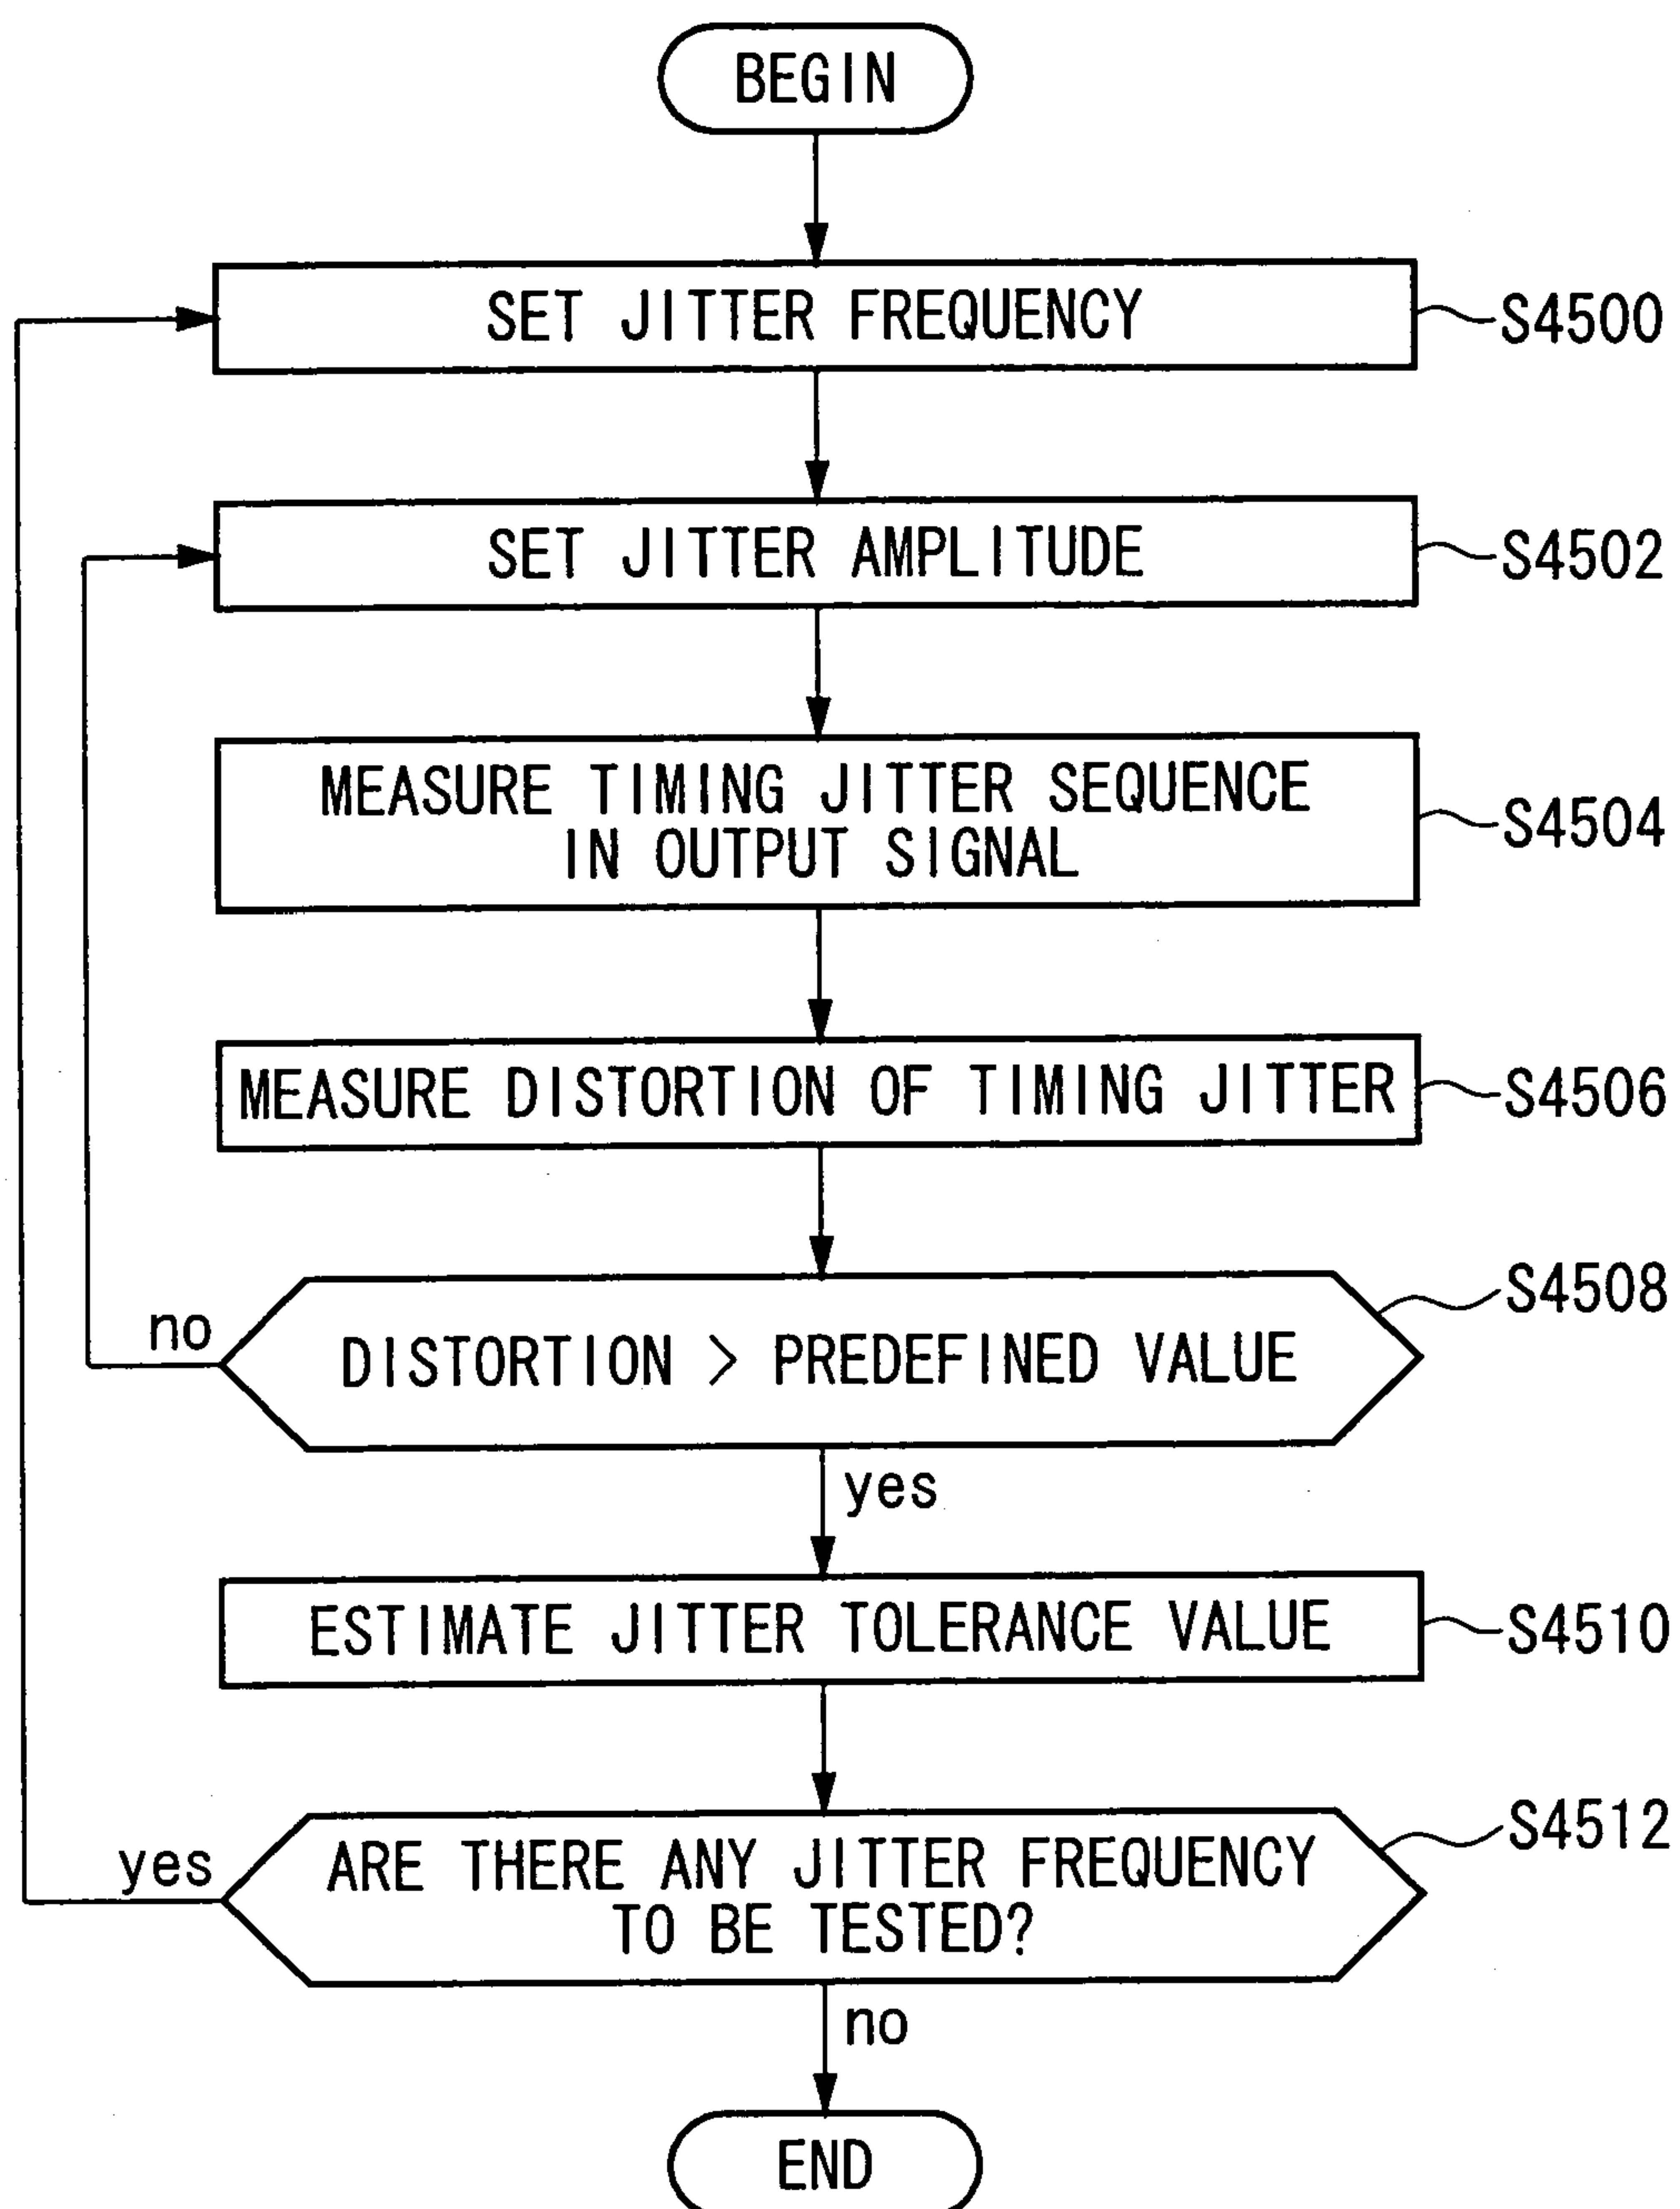 BEGIN
SET JITTER FREQUENCY
S4500
SET JITTER AMPLITUDE
S4502
MEASURE TIMING JITTER SEQUENCE
IN OUTPUT SIGNAL
S4504
MEASURE DISTORTION OF TIMING JITTER
S4506
S4508
no
DISTORTION > PREDEFINED VALUE
yes
ESTIMATE JITTER TOLERANCE VALUE
S4510
S4512
yes
ARE THERE ANY JITTER FREQUENCY
TO BE TESTED?
no
END